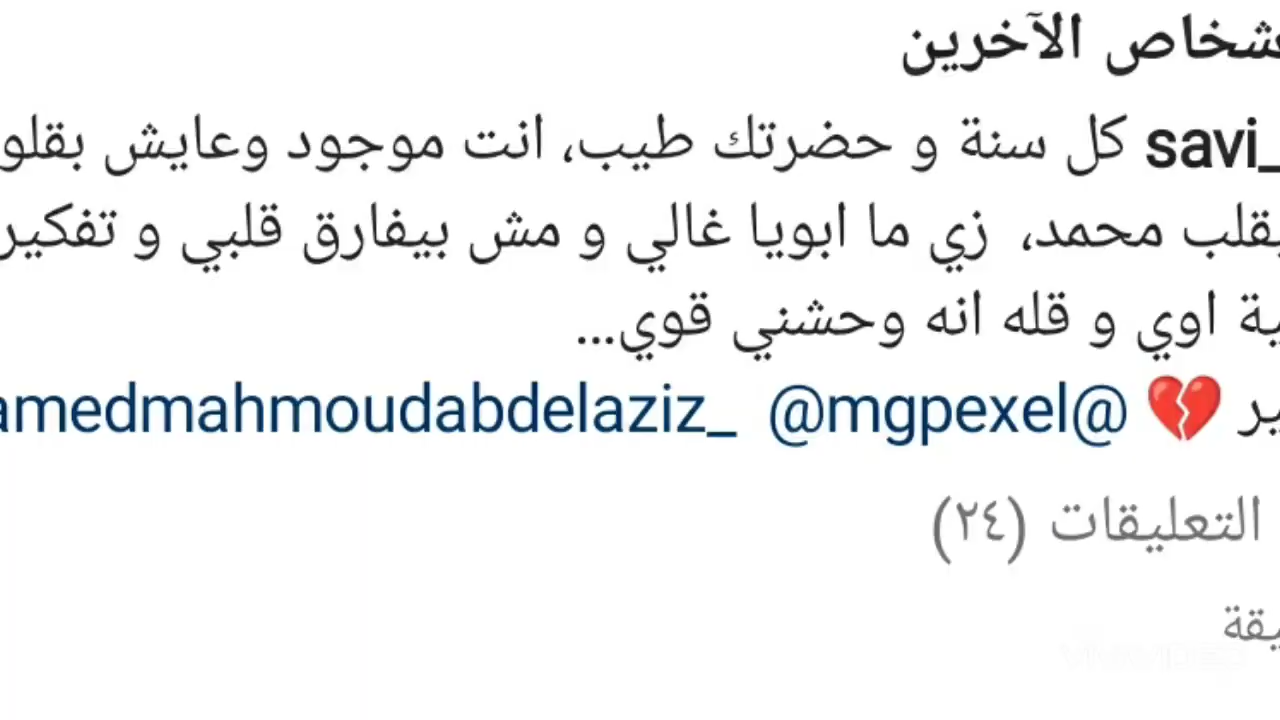 شخاص الآخرين
savi_ كل سنة و حضرتك طيب، انت موجود وعايش بقلو
بقلب محمد، زي ما ابويا غالي و مش بيفارق قلبي و تفكير
ية اوي و قله انه وحشني قوي...
ير 💔 @mgpexel@ _amedmahmoudabdelaziz
التعليقات (٢٤)
يقة